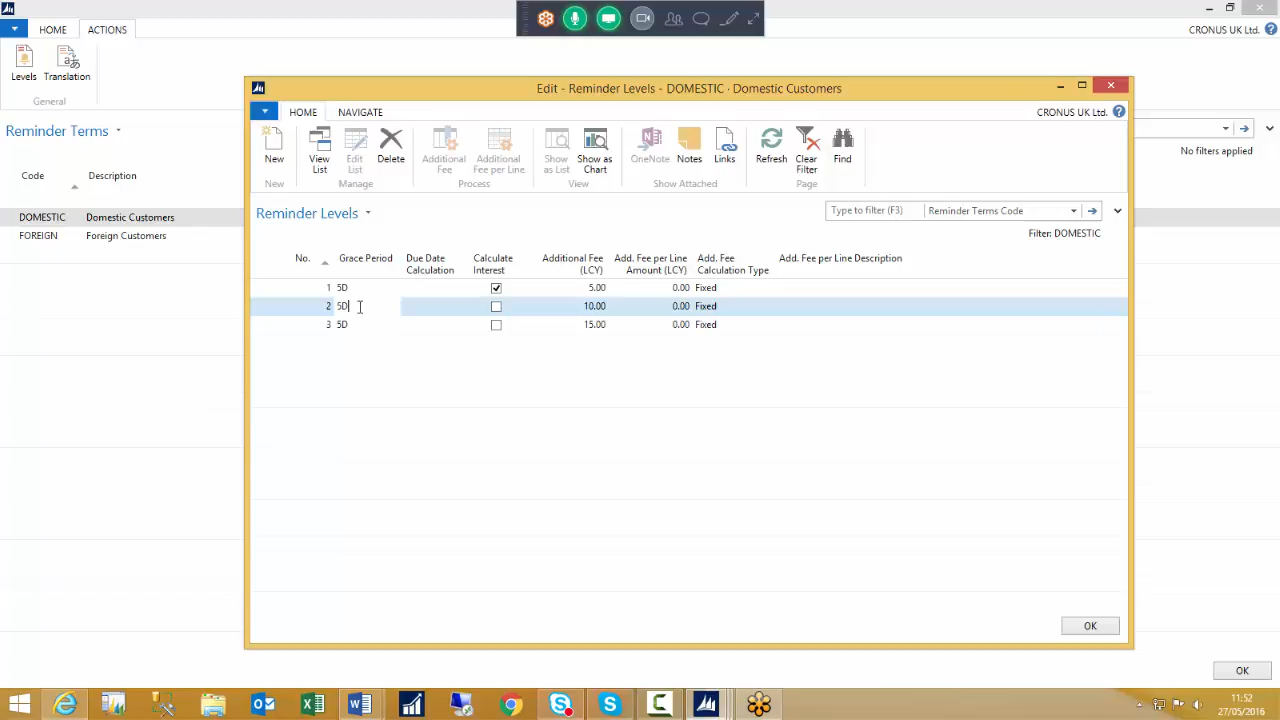 HOME
ACTIONS
CRONUS UK Ltd.
Levels
Translation
General
Reminder Terms
Code
Description
DOMESTIC
Domestic Customers
FOREIGN
Foreign Customers
No filters applied
Edit - Reminder Levels - DOMESTIC · Domestic Customers
HOME
NAVIGATE
CRONUS UK Ltd.
New
View List
Edit List
Delete
Additional Fee
Additional Fee per Line
Show as List
Show as Chart
OneNote
Notes
Links
Refresh
Clear Filter
Find
New
Manage
Process
View
Show Attached
Page
Reminder Levels
Type to filter (F3)
Reminder Terms Code
Filter: DOMESTIC
No. Grace Period Due Date Calculation Calculate Interest Additional Fee (LCY) Add. Fee per Line Amount (LCY) Add. Fee Calculation Type Add. Fee per Line Description
1 5D 5.00 0.00 Fixed
2 5D 10.00 0.00 Fixed
3 5D 15.00 0.00 Fixed
OK
OK
11:52
27/05/2016